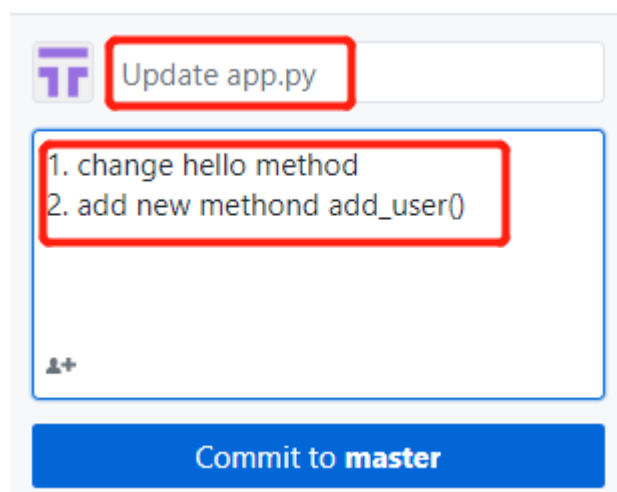 Update app.py
1. change hello method
2. add new methond add_user()
Commit to master